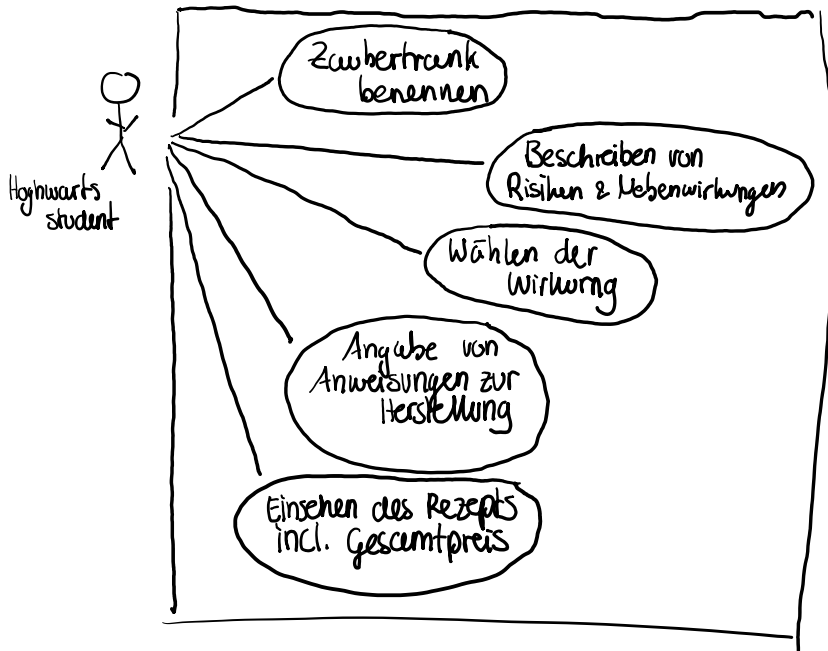 Zaubertrank
benennen
Hoghwarts
student
Beschreiben von
Risiken & Nebenwirkungen
Wählen der
Wirkung
Angabe von
Anweisungen zur
Herstellung
Einsehen des Rezepts
incl. Gesamtpreis